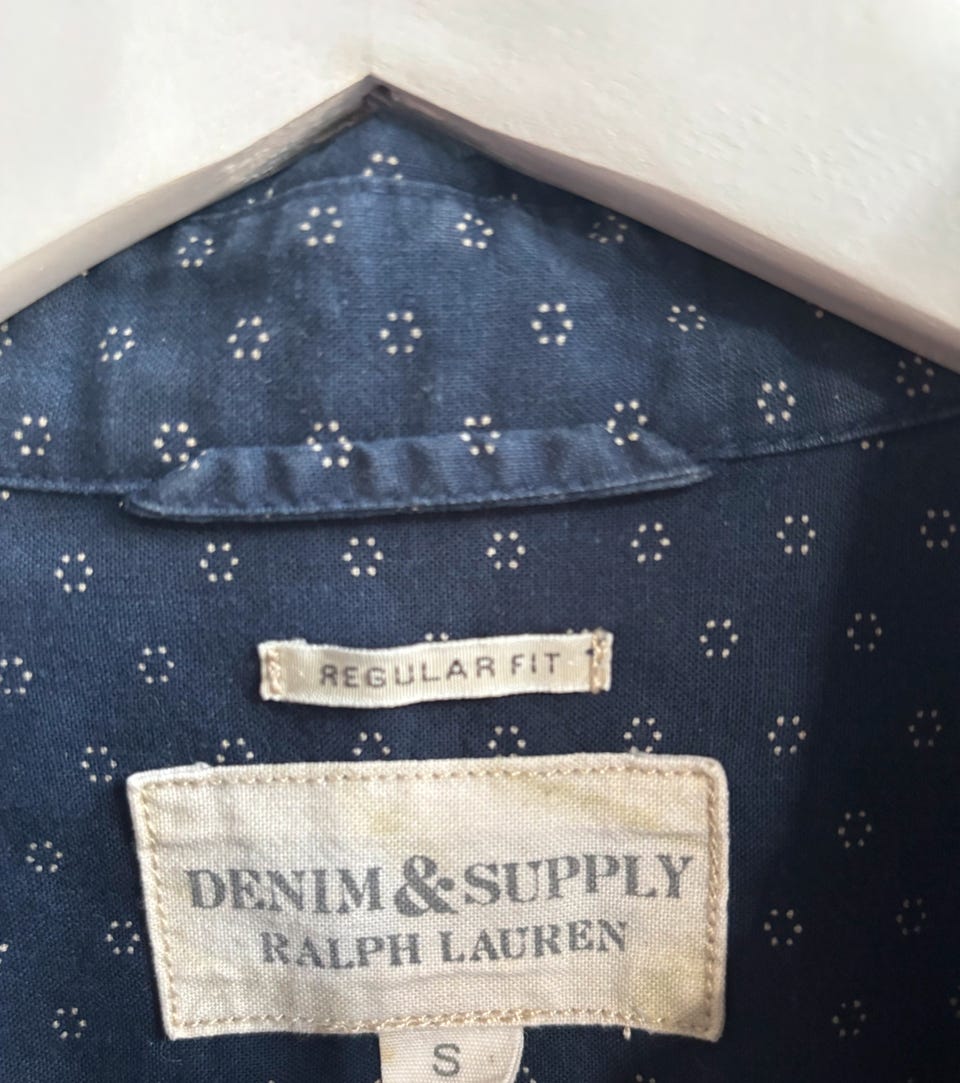 REGULAR FIT
DENIM & SUPPLY
RALPH LAUREN
S